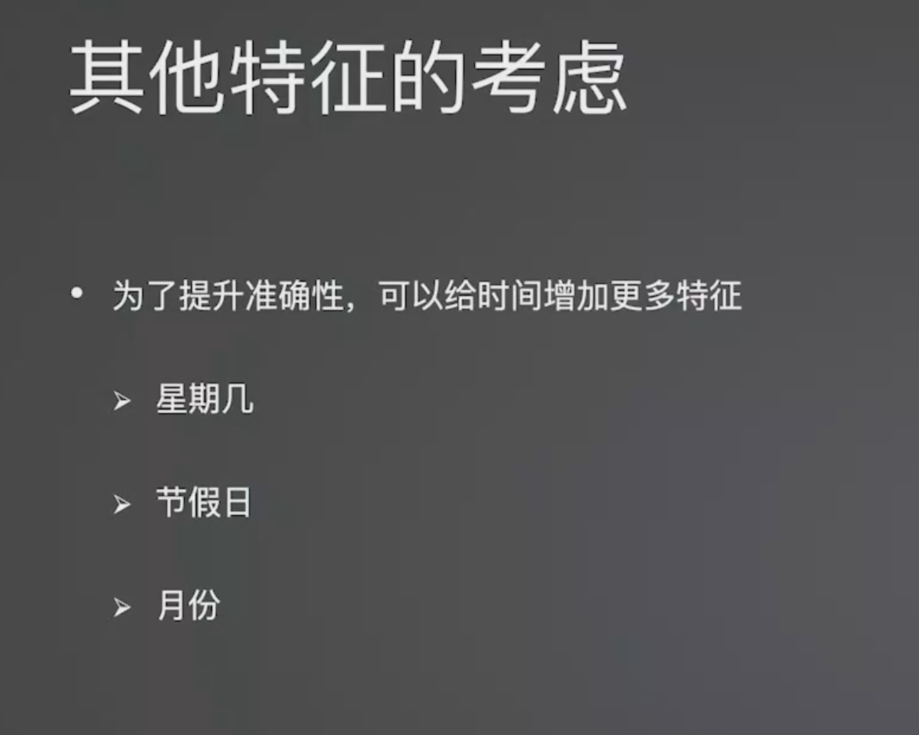 其他特征的考虑
• 为了提升准确性，可以给时间增加更多特征
➢ 星期几
➢ 节假日
➢ 月份